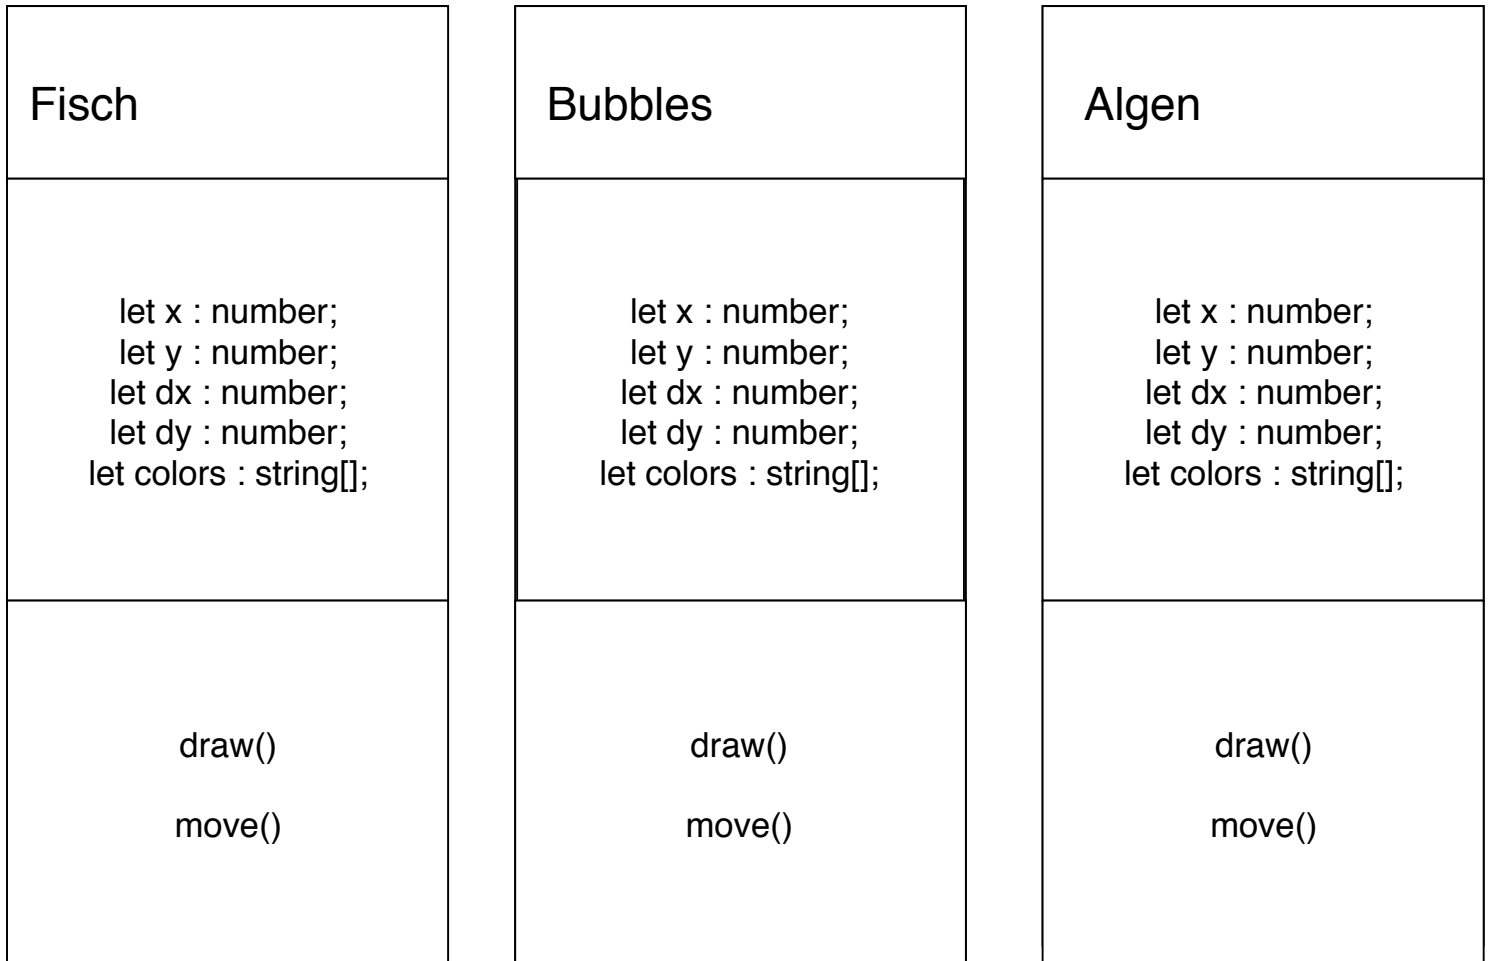 Fisch
let x : number;
let y : number;
let dx : number;
let dy : number;
let colors : string[];
draw()
move()
Bubbles
let x : number;
let y : number;
let dx : number;
let dy : number;
let colors : string[];
draw()
move()
Algen
let x : number;
let y : number;
let dx : number;
let dy : number;
let colors : string[];
draw()
move()